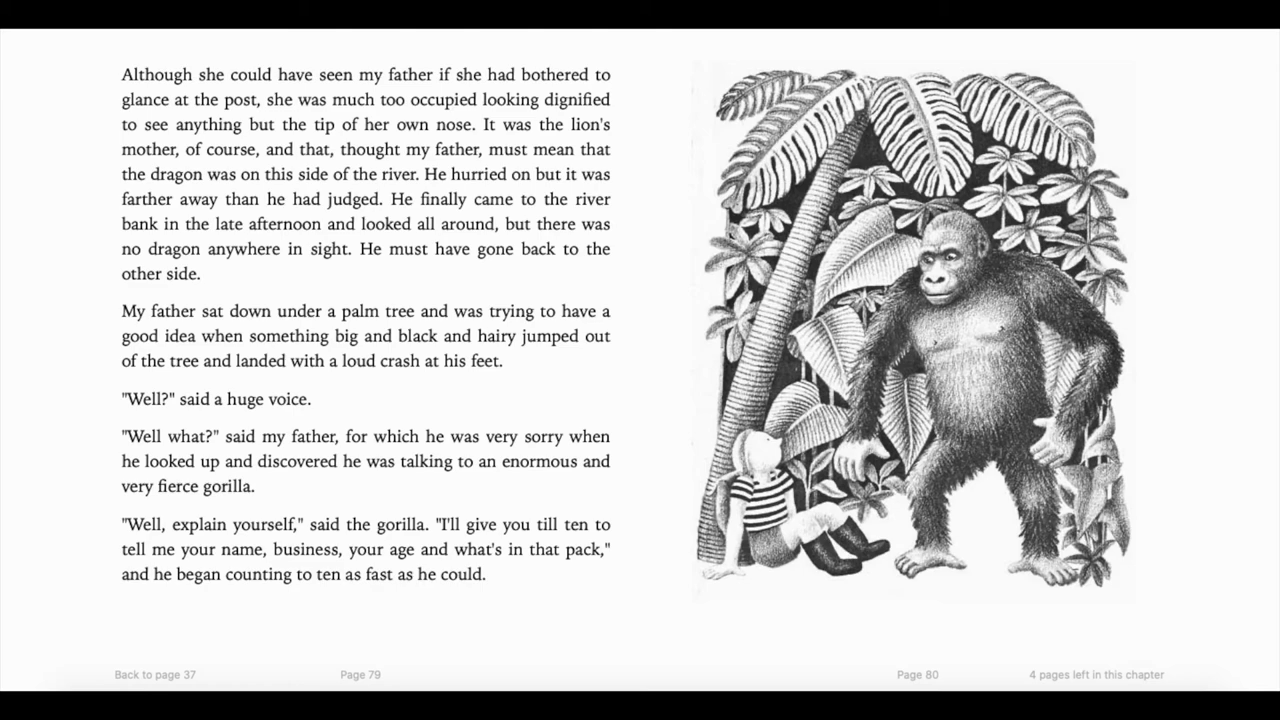 Although she could have seen my father if she had bothered to
glance at the post, she was much too occupied looking dignified
to see anything but the tip of her own nose. It was the lion's
mother, of course, and that, thought my father, must mean that
the dragon was on this side of the river. He hurried on but it was
farther away than he had judged. He finally came to the river
bank in the late afternoon and looked all around, but there was
no dragon anywhere in sight. He must have gone back to the
other side.
My father sat down under a palm tree and was trying to have a
good idea when something big and black and hairy jumped out
of the tree and landed with a loud crash at his feet.
"Well?" said a huge voice.
"Well what?" said my father, for which he was very sorry when
he looked up and discovered he was talking to an enormous and
very fierce gorilla.
"Well, explain yourself," said the gorilla. "I'll give you till ten to
tell me your name, business, your age and what's in that pack,"
and he began counting to ten as fast as he could.
Back to page 37
Page 79
Page 80
4 pages left in this chapter